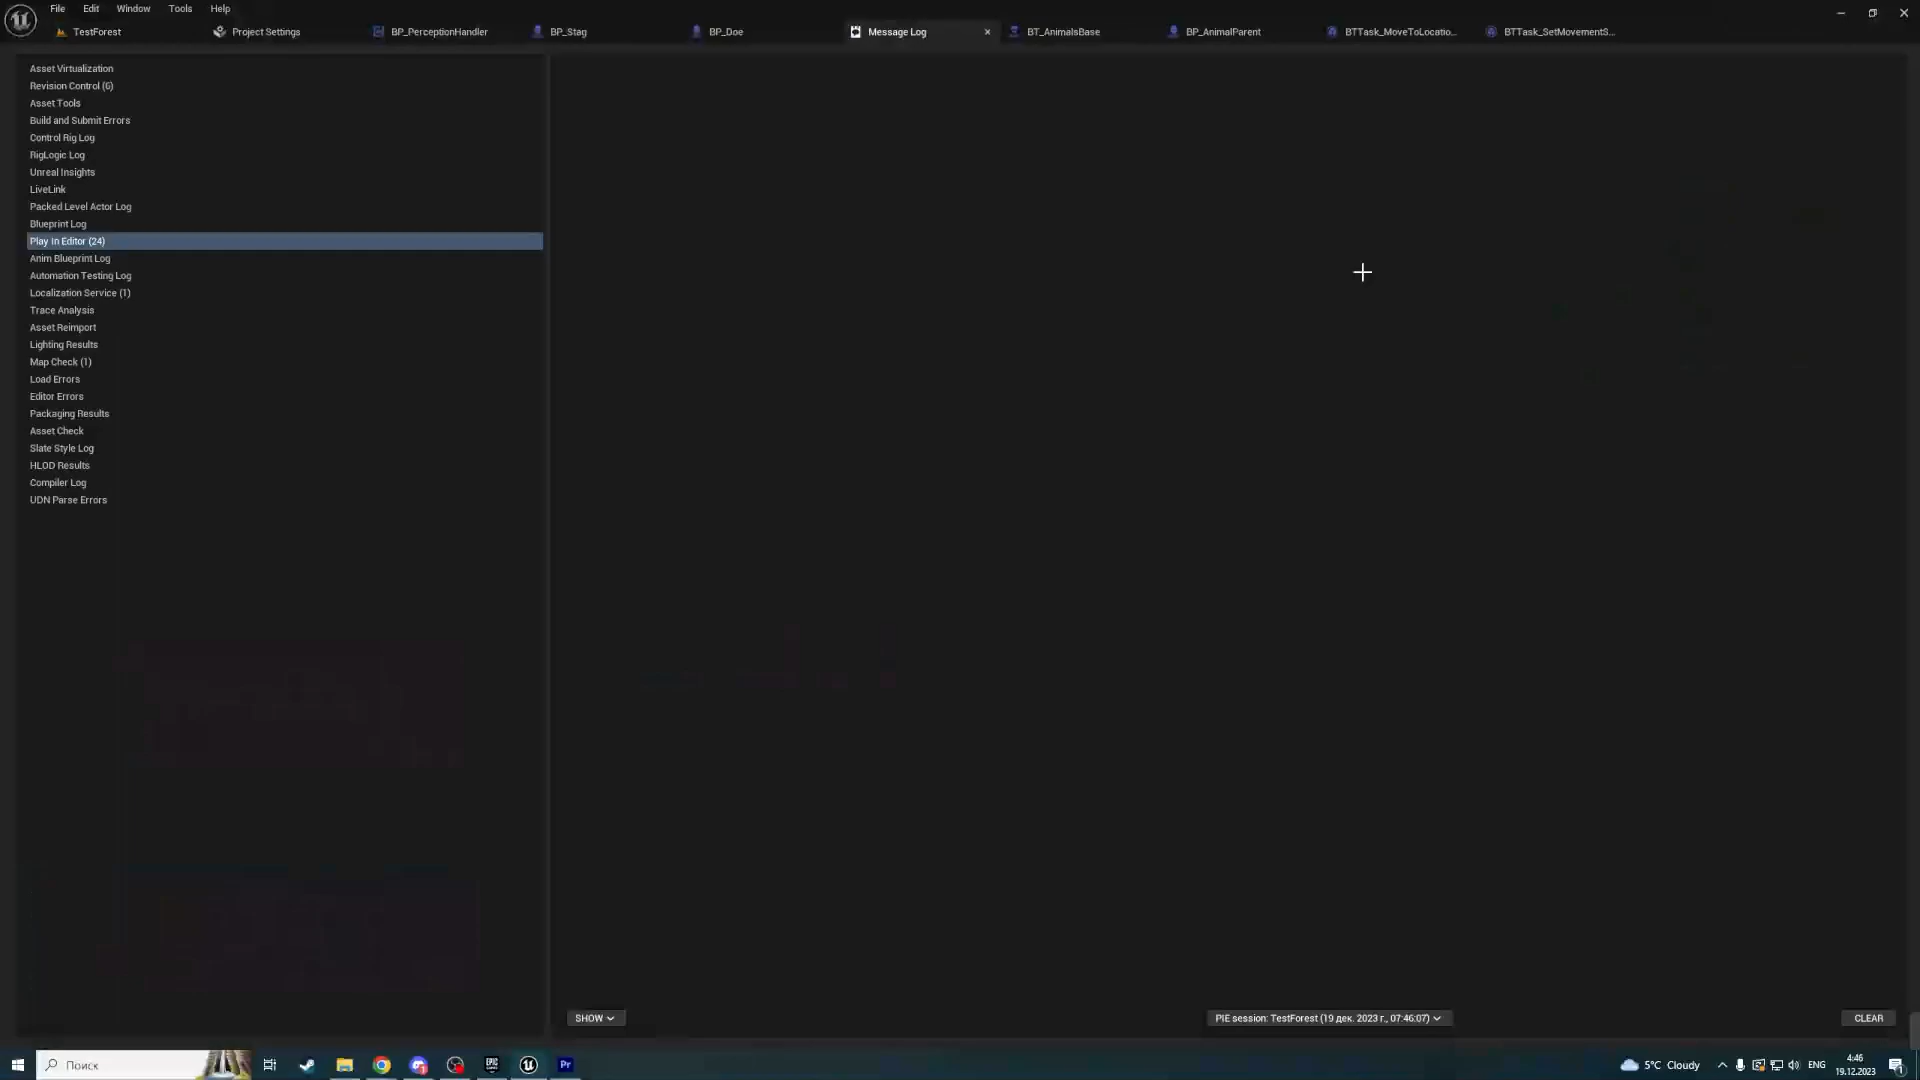 File Edit Window Tools Help
TestForest Project Settings BP_PerceptionHandler BP_Stag BP_Doe Message Log BT_AnimalsBase BP_AnimalParent BTTask_MoveToLocatio... BTTask_SetMovementS...
Asset Virtualization
Revision Control (6)
Asset Tools
Build and Submit Errors
Control Rig Log
RigLogic Log
Unreal Insights
LiveLink
Packed Level Actor Log
Blueprint Log
Play In Editor (24)
Anim Blueprint Log
Automation Testing Log
Localization Service (1)
Trace Analysis
Asset Reimport
Lighting Results
Map Check (1)
Load Errors
Editor Errors
Packaging Results
Asset Check
Slate Style Log
HLOD Results
Compiler Log
UDN Parse Errors
SHOW PIE session: TestForest (19 дек. 2023 г., 07:46:07) CLEAR
Поиск EPIC Pr 5°C Cloudy ENG 4:46
19.12.2023